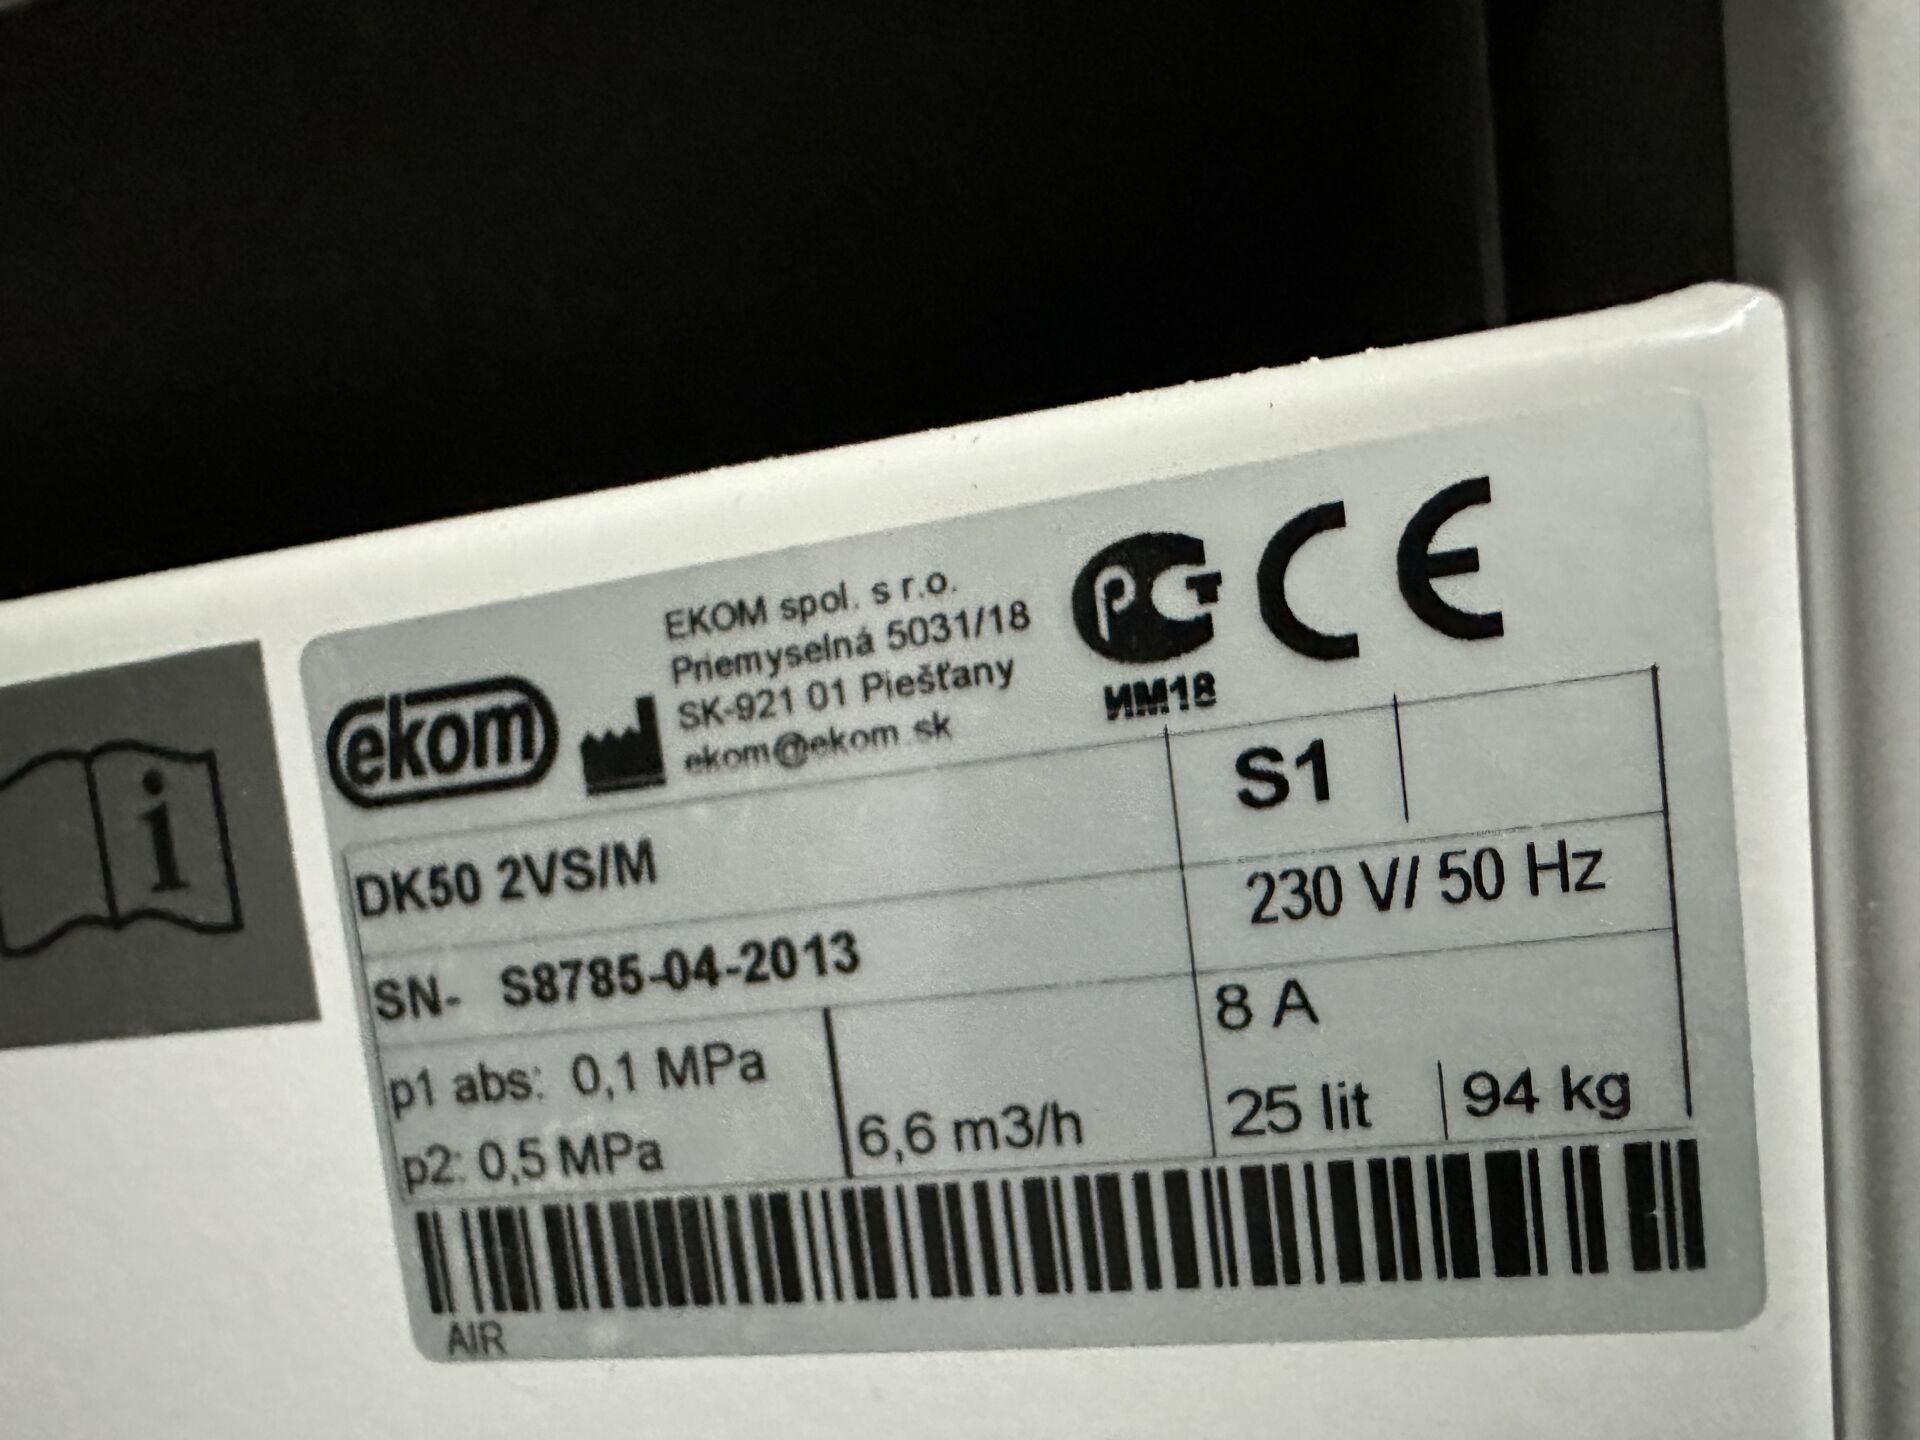 EKOM spol. s r.o.
Priemyselná 5031/18
SK-921 01 Piešťany
ekom@ekom.sk
ekom
РСТ
ИМ18
CE
i
DK50 2VS/M
S1
SN- S8785-04-2013
230 V/ 50 Hz
p1 abs: 0,1 MPa
8 A
p2: 0,5 MPa
6,6 m3/h
25 lit
94 kg
AIR